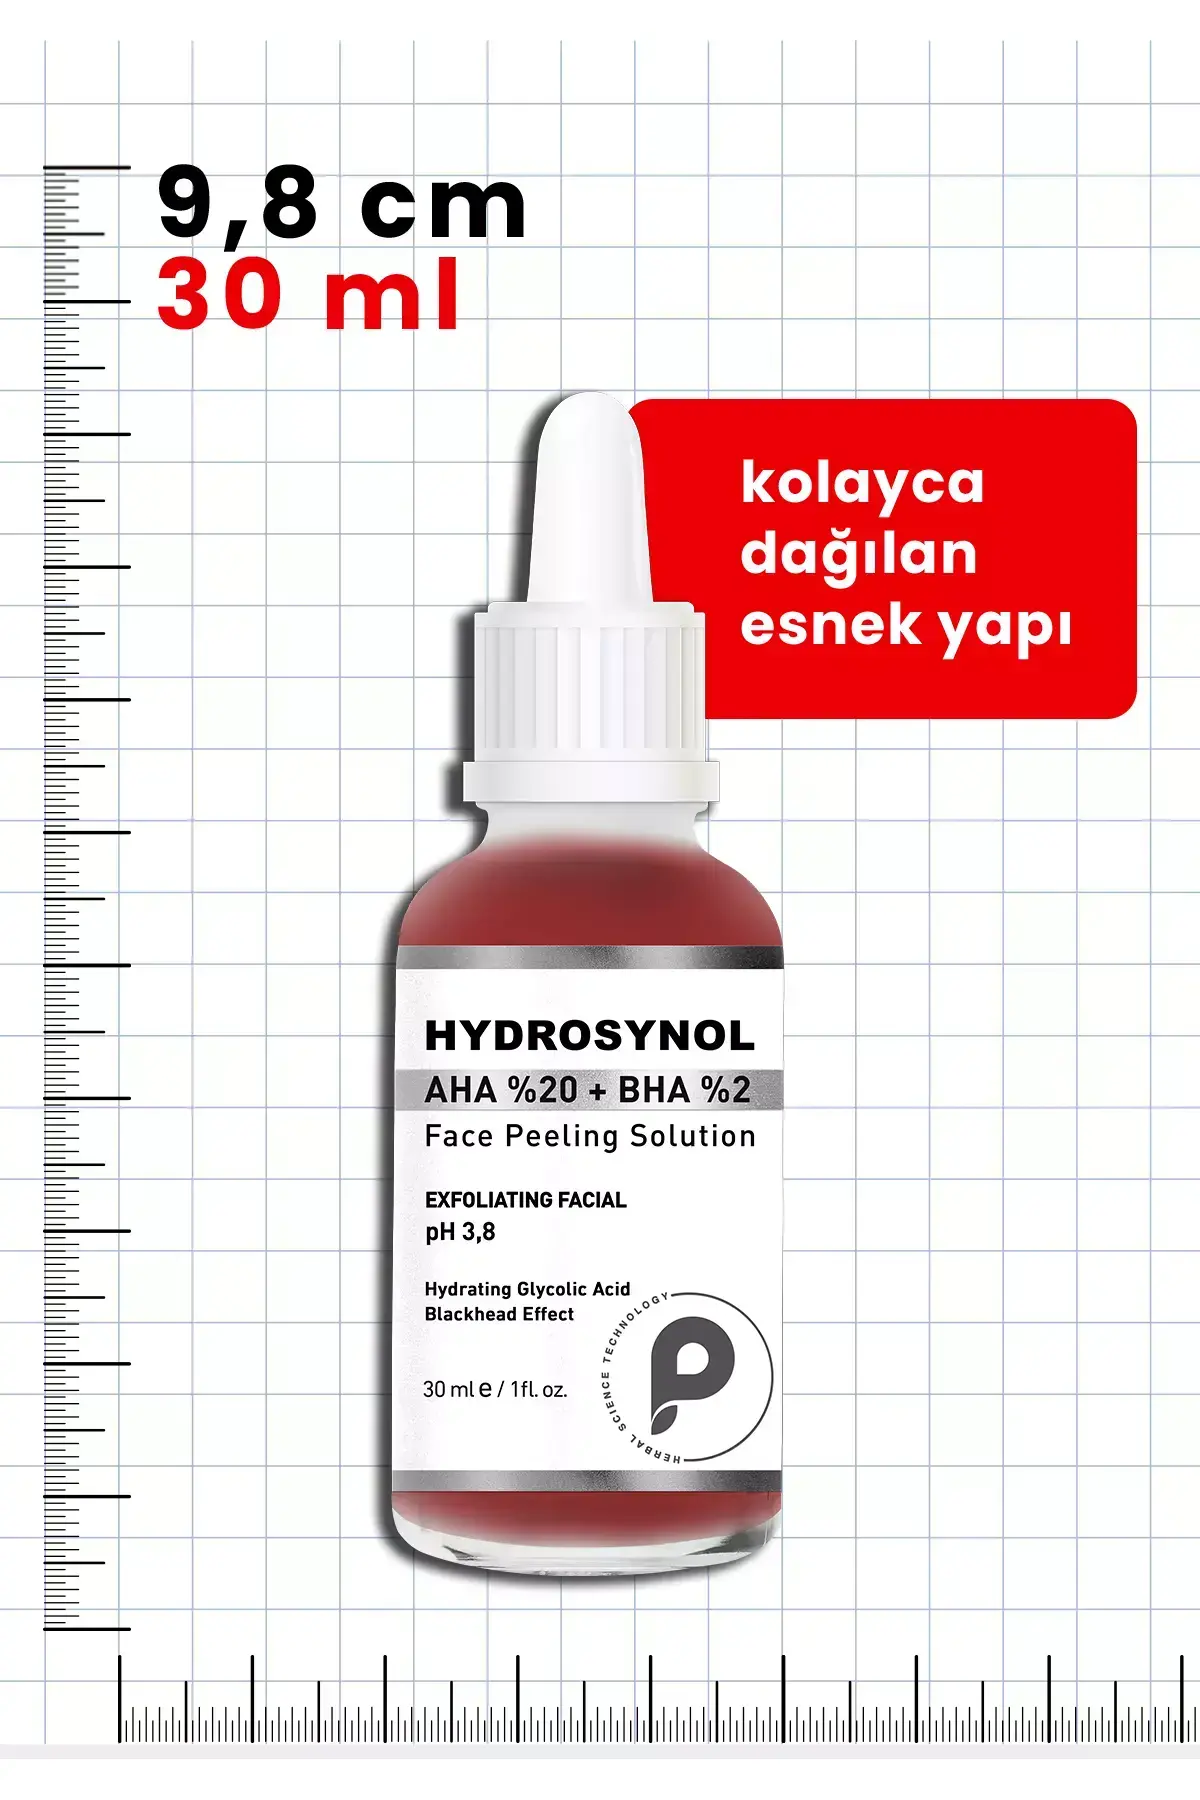 9,8 cm
30 ml
kolayca
dağılan
esnek yapı
HYDROSYNOL
AHA %20 + BHA %2
Face Peeling Solution
EXFOLIATING FACIAL
pH 3,8
Hydrating Glycolic Acid
Blackhead Effect
30 ml e / 1fl. oz.
HERBAL SCIENCE TECHNOLOGY